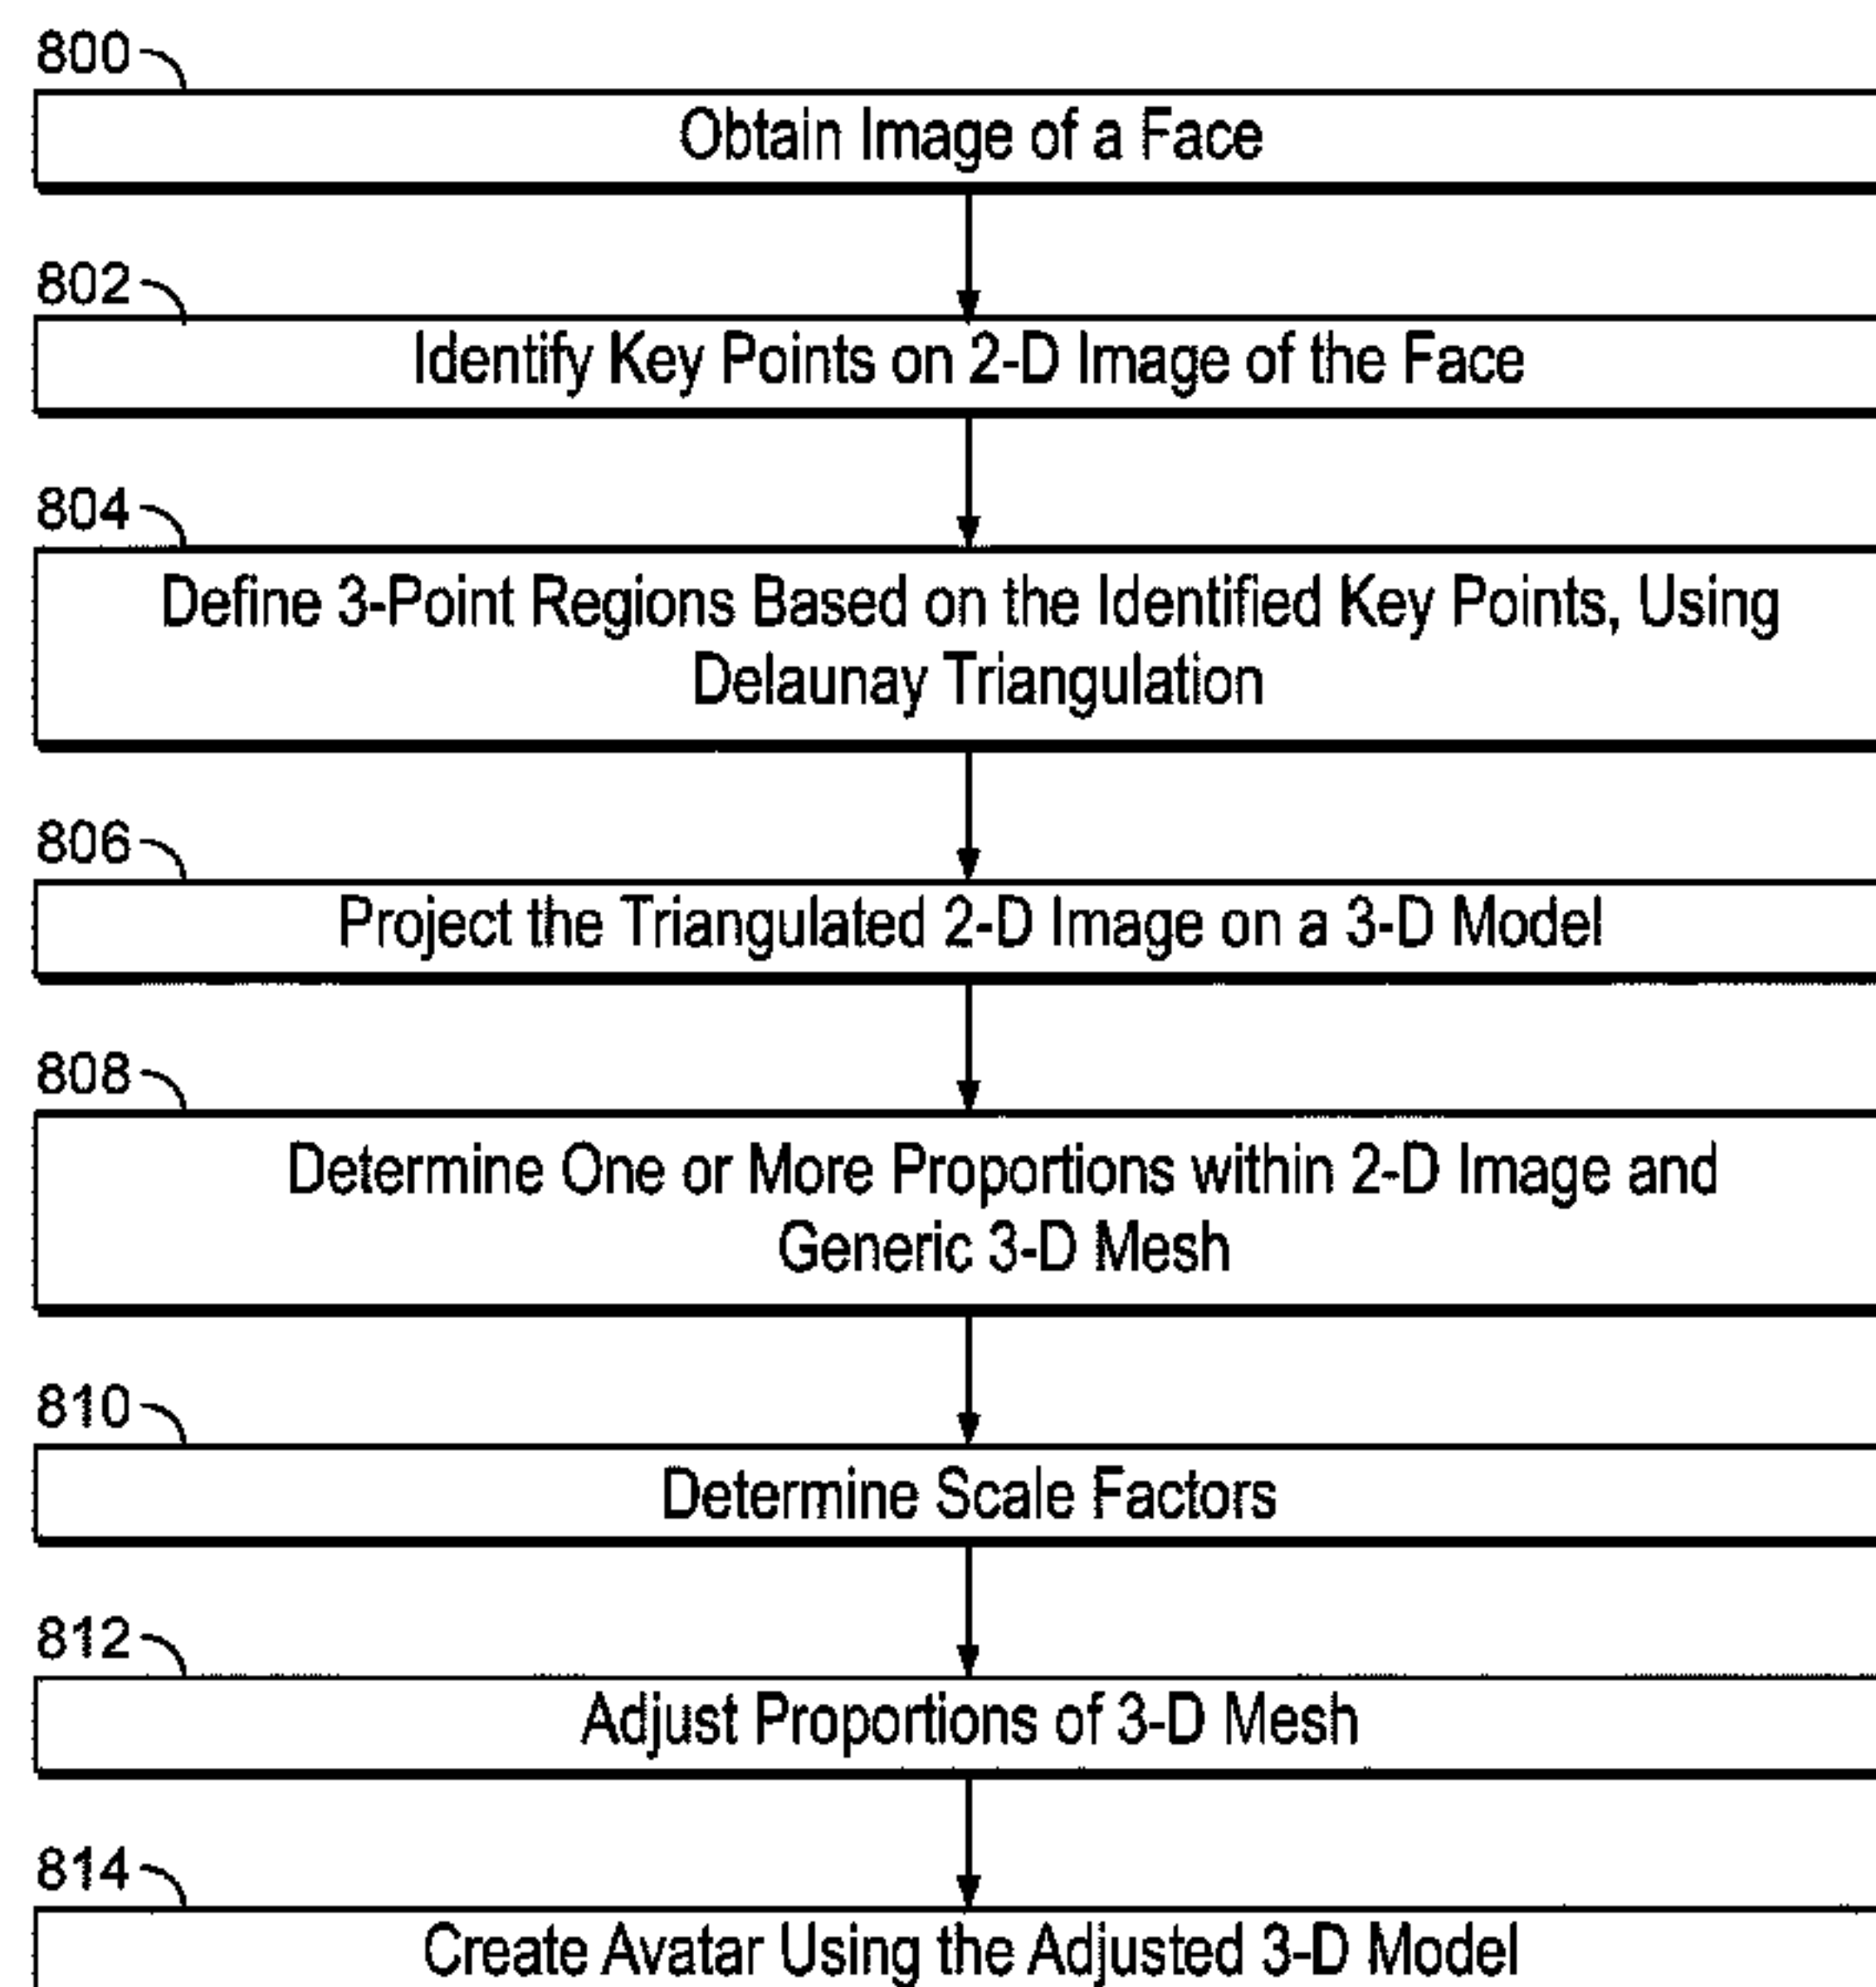 800
Obtain Image of a Face
802
Identify Key Points on 2-D Image of the Face
804
Define 3-Point Regions Based on the Identified Key Points, Using
Delaunay Triangulation
806
Project the Triangulated 2-D Image on a 3-D Model
808
Determine One or More Proportions within 2-D Image and
Generic 3-D Mesh
810
Determine Scale Factors
812
Adjust Proportions of 3-D Mesh
814
Create Avatar Using the Adjusted 3-D Model